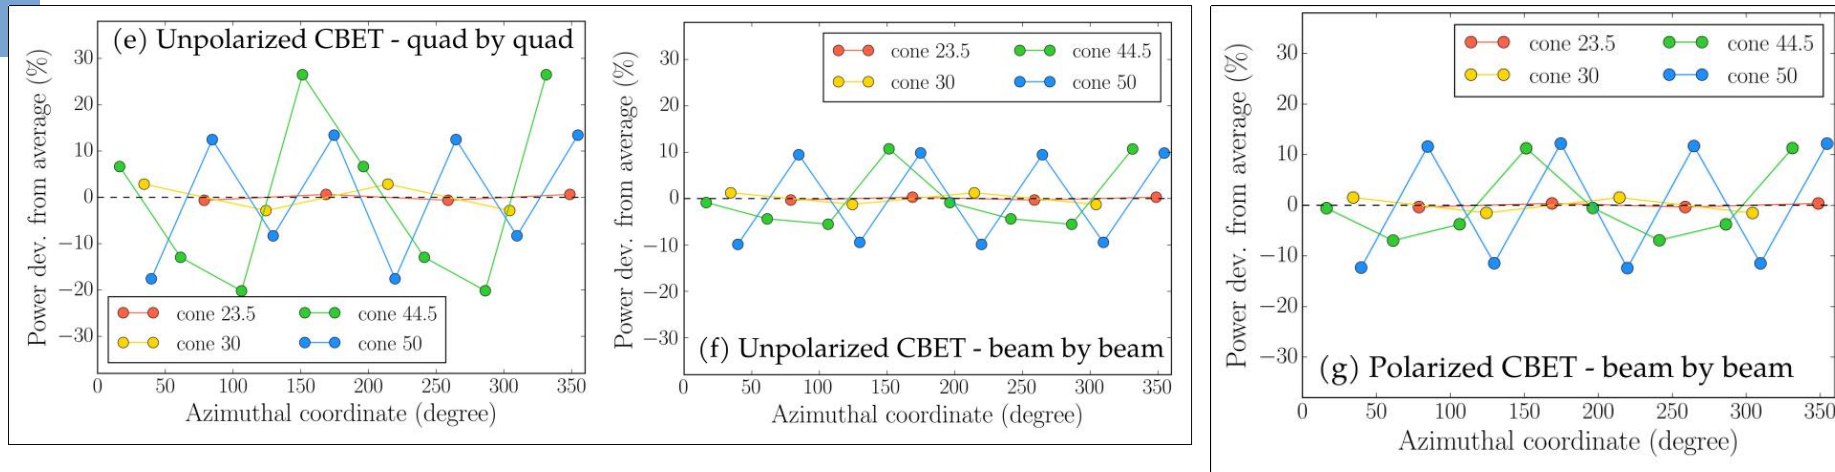 (e) Unpolarized CBET - quad by quad
Power dev. from average (%)
30
20
10
0
−10
−20
−30
cone 23.5
cone 44.5
cone 30
cone 50
0 50 100 150 200 250 300 350
Azimuthal coordinate (degree)
Power dev. from average (%)
30
20
10
0
−10
−20
−30
cone 23.5
cone 44.5
cone 30
cone 50
(f) Unpolarized CBET - beam by beam
0 50 100 150 200 250 300 350
Azimuthal coordinate (degree)
Power dev. from average (%)
30
20
10
0
−10
−20
−30
cone 23.5
cone 44.5
cone 30
cone 50
(g) Polarized CBET - beam by beam
0 50 100 150 200 250 300 350
Azimuthal coordinate (degree)